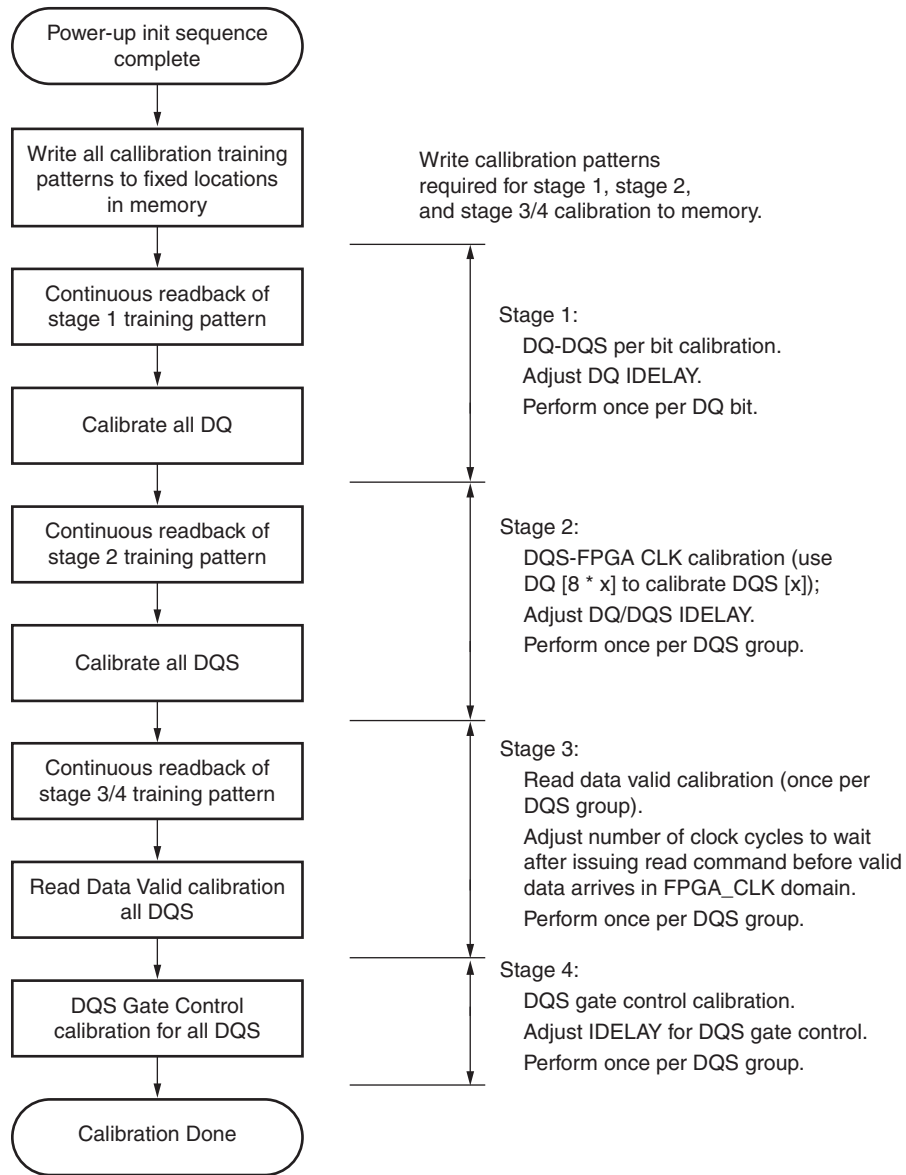 Power-up init sequence
complete
Write all callibration training
patterns to fixed locations
in memory
Write callibration patterns
required for stage 1, stage 2,
and stage 3/4 calibration to memory.
Continuous readback of
stage 1 training pattern
Calibrate all DQ
Stage 1:
DQ-DQS per bit calibration.
Adjust DQ IDELAY.
Perform once per DQ bit.
Continuous readback of
stage 2 training pattern
Calibrate all DQS
Stage 2:
DQS-FPGA CLK calibration (use
DQ [8 * x] to calibrate DQS [x]);
Adjust DQ/DQS IDELAY.
Perform once per DQS group.
Continuous readback of
stage 3/4 training pattern
Read Data Valid calibration
all DQS
Stage 3:
Read data valid calibration (once per
DQS group).
Adjust number of clock cycles to wait
after issuing read command before valid
data arrives in FPGA_CLK domain.
Perform once per DQS group.
DQS Gate Control
calibration for all DQS
Stage 4:
DQS gate control calibration.
Adjust IDELAY for DQS gate control.
Perform once per DQS group.
Calibration Done